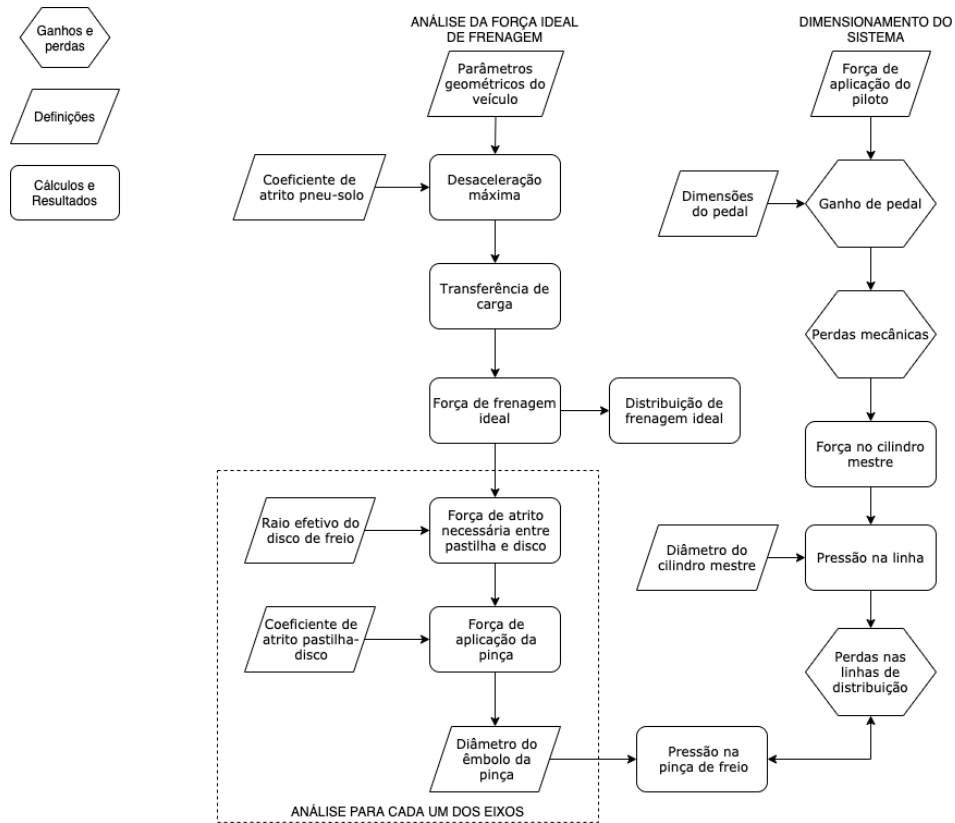 Ganhos e
perdas
Definições
Cálculos e
Resultados
ANÁLISE DA FORÇA IDEAL
DE FRENAGEM
Parâmetros
geométricos do
veículo
Coeficiente de
atrito pneu-solo
Desaceleração
máxima
Transferência de
carga
Força de frenagem
ideal
Distribuição de
frenagem ideal
Raio efetivo do
disco de freio
Força de atrito
necessária entre
pastilha e disco
Coeficiente de
atrito pastilha-
disco
Força de
aplicação da
pinça
Diâmetro do
êmbolo da
pinça
ANÁLISE PARA CADA UM DOS EIXOS
DIMENSIONAMENTO DO
SISTEMA
Força de
aplicação do
piloto
Dimensões
do pedal
Ganho de pedal
Perdas mecânicas
Força no cilindro
mestre
Diâmetro do
cilindro mestre
Pressão na linha
Perdas nas
linhas de
distribuição
Pressão na
pinça de freio